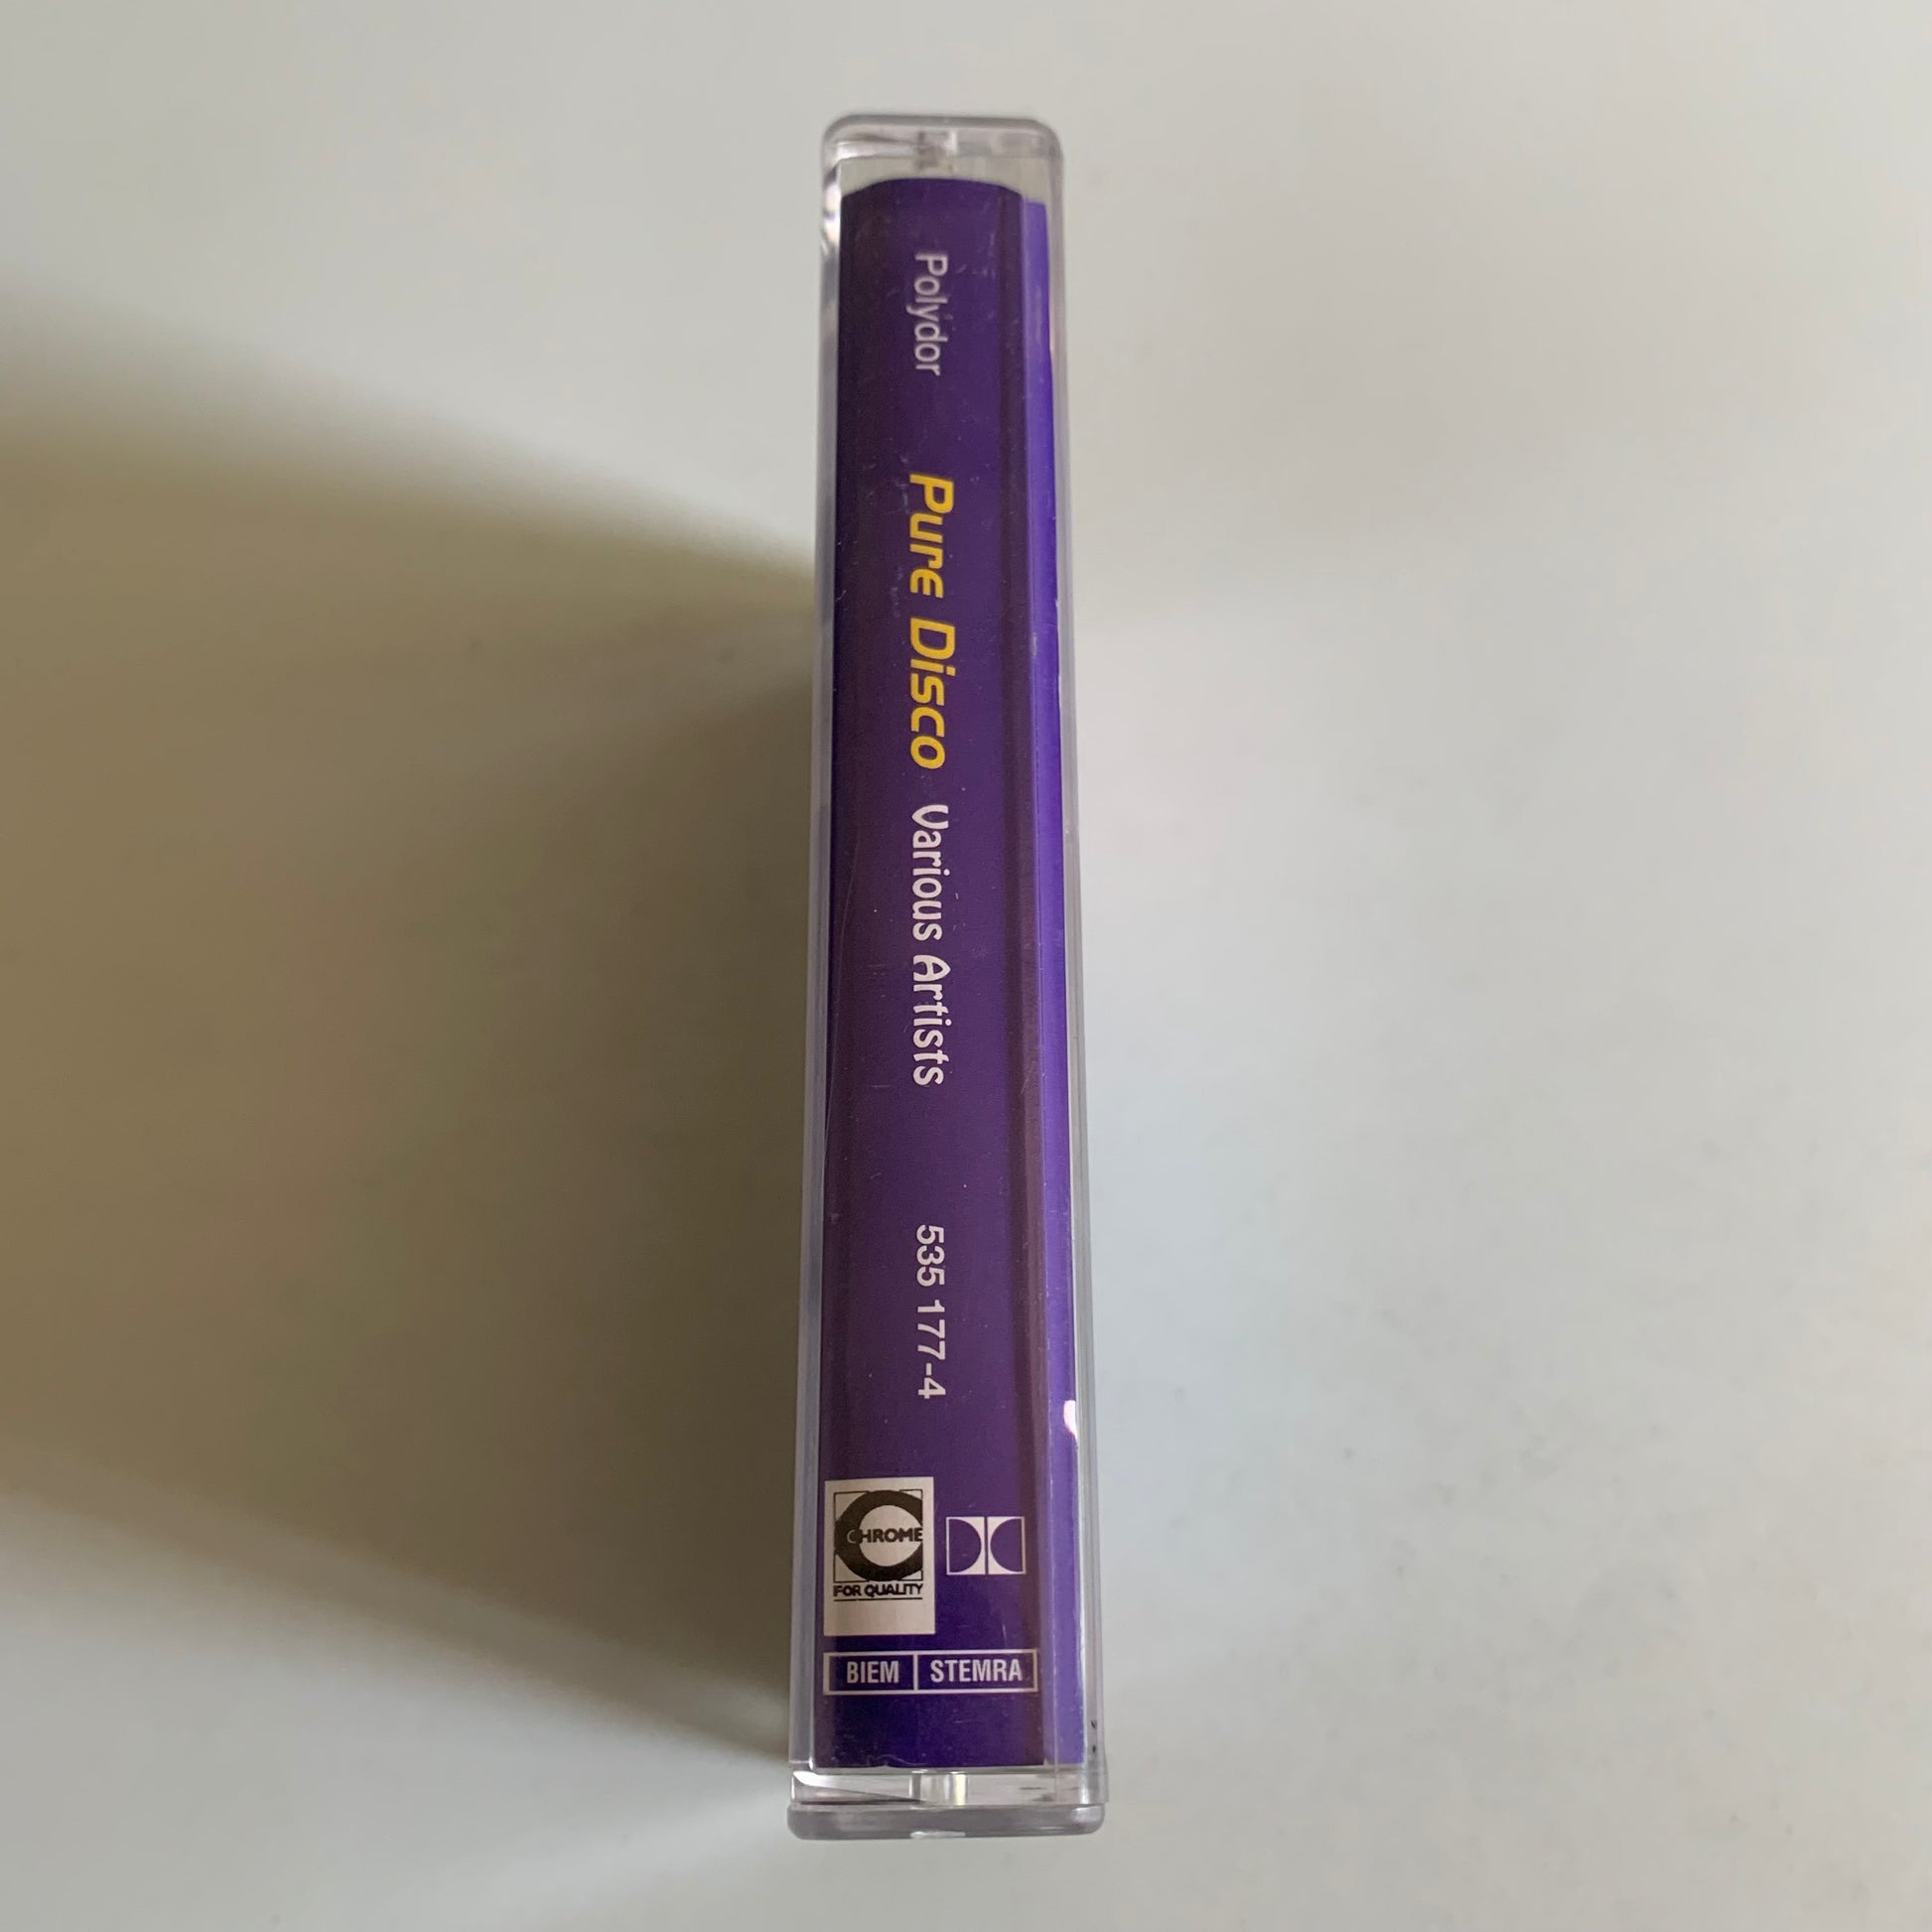 Polydor
Pure Disco Various Artists
535 177-4
CHROME
FOR QUALITY
BIEM STEMRA